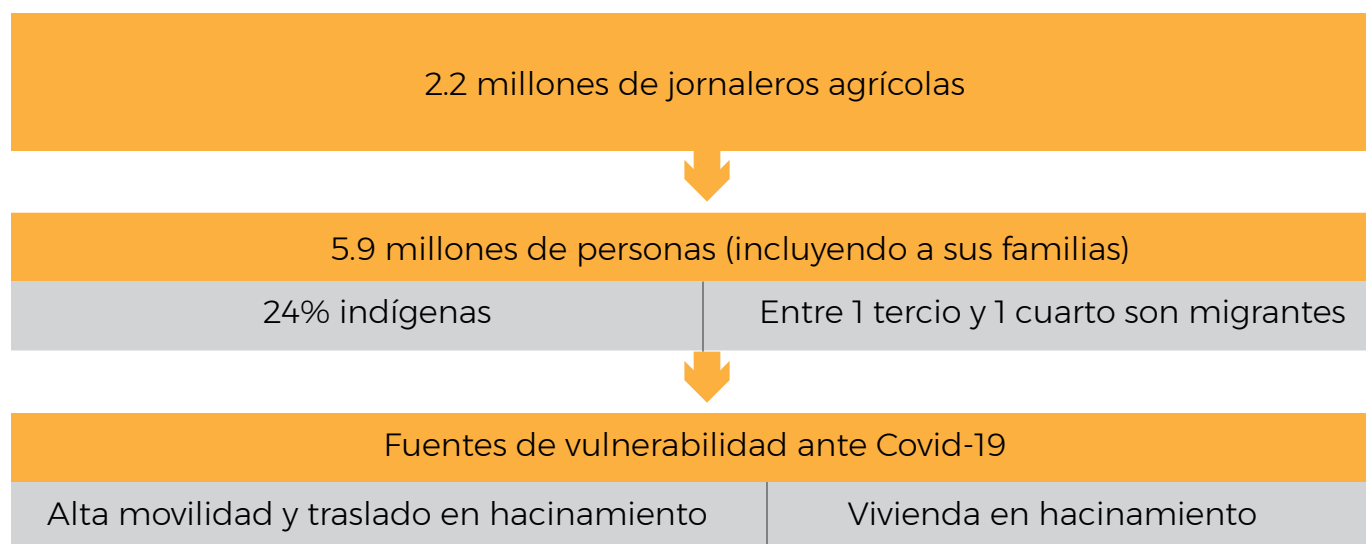 2.2 millones de jornaleros agrícolas
5.9 millones de personas (incluyendo a sus familias)
24% indígenas
Entre 1 tercio y 1 cuarto son migrantes
Fuentes de vulnerabilidad ante Covid-19
Alta movilidad y traslado en hacinamiento
Vivienda en hacinamiento